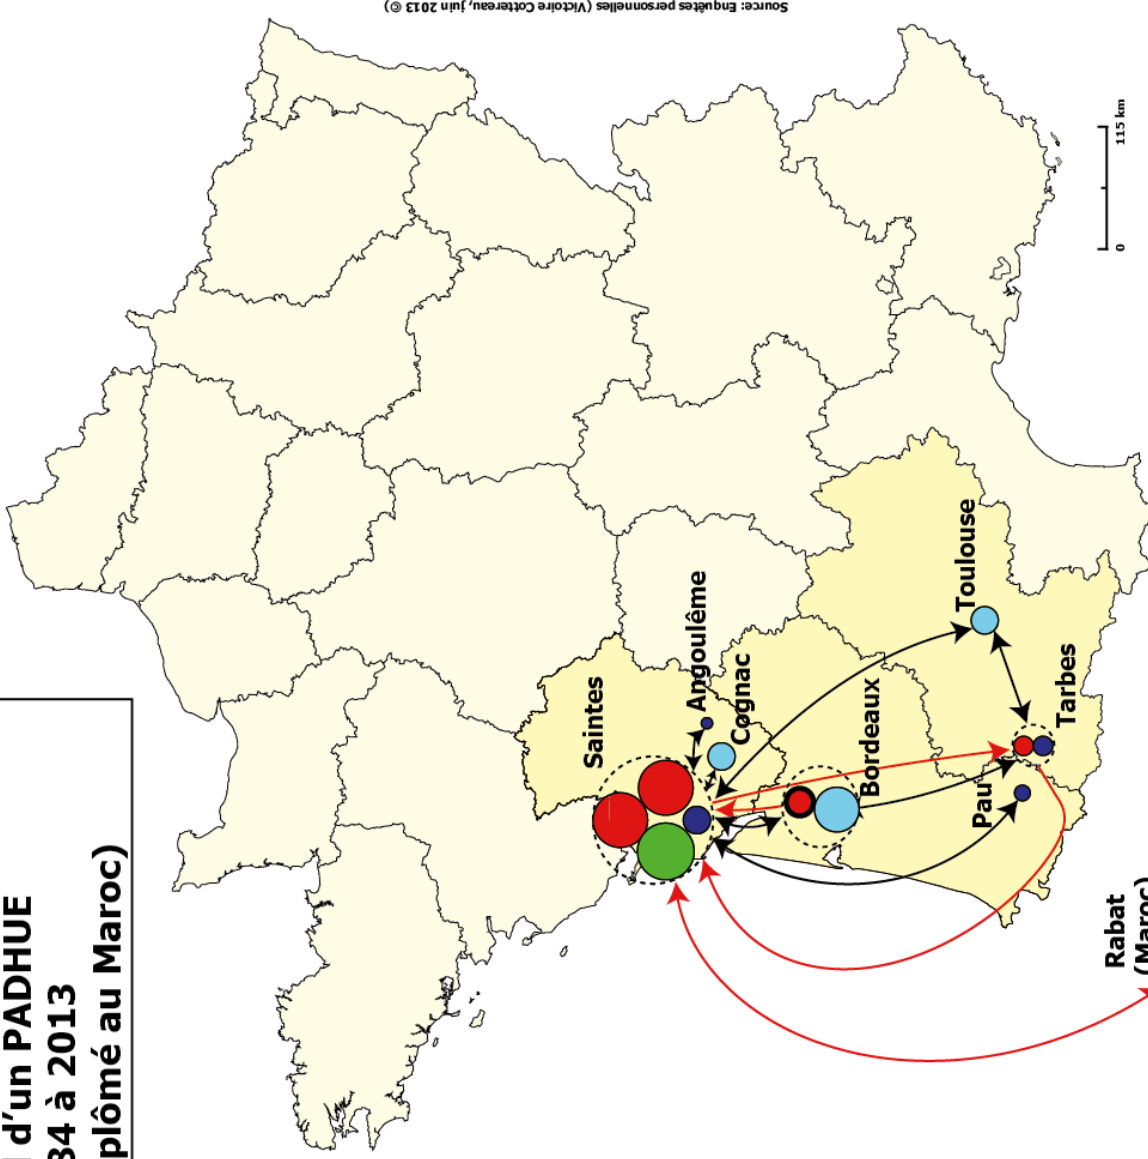 d'un PADHUE
84 à 2013
plômé au Maroc)
Saintes
Angoulême
Cognac
Bordeaux
Toulouse
Tarbes
Pau
Rabat
(Maroc)
0 115 km
Source: Enquêtes personnelles (Victoire Cottereau, juin 2013 ©)